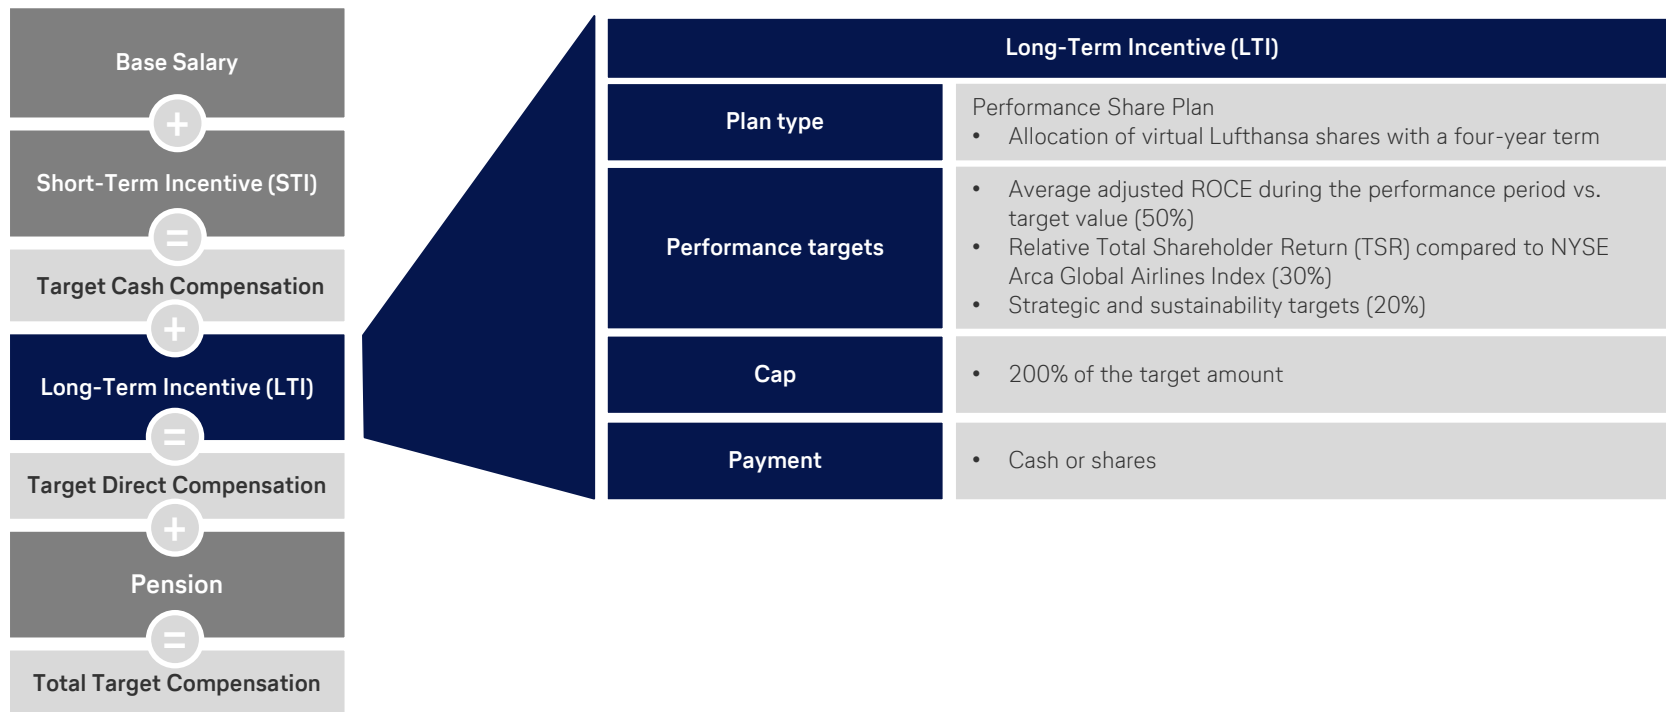 Base Salary
+
Short-Term Incentive (STI)
=
Target Cash Compensation
+
Long-Term Incentive (LTI)
=
Target Direct Compensation
+
Pension
=
Total Target Compensation
Long-Term Incentive (LTI)
Plan type
Performance Share Plan
• Allocation of virtual Lufthansa shares with a four-year term
Performance targets
• Average adjusted ROCE during the performance period vs.
target value (50%)
• Relative Total Shareholder Return (TSR) compared to NYSE
Arca Global Airlines Index (30%)
• Strategic and sustainability targets (20%)
Cap
• 200% of the target amount
Payment
• Cash or shares